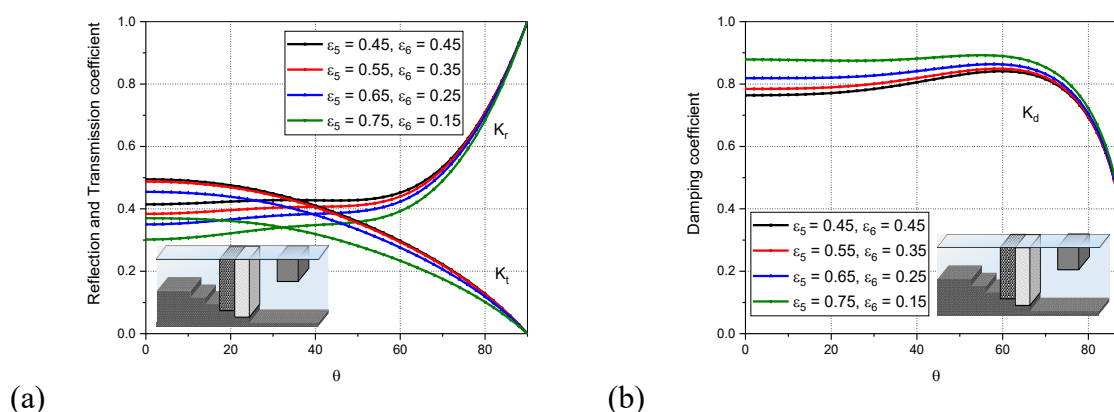 1.0
0.8
0.6
0.4
0.2
0.0
Reflection and Transmission coefficient
ε5 = 0.45, ε6 = 0.45
ε5 = 0.55, ε6 = 0.35
ε5 = 0.65, ε6 = 0.25
ε5 = 0.75, ε6 = 0.15
Kr
Kt
0 20 40 60 80
θ
(a)
1.0
0.8
0.6
0.4
0.2
0.0
Damping coefficient
Kd
ε5 = 0.45, ε6 = 0.45
ε5 = 0.55, ε6 = 0.35
ε5 = 0.65, ε6 = 0.25
ε5 = 0.75, ε6 = 0.15
0 20 40 60 80
θ
(b)